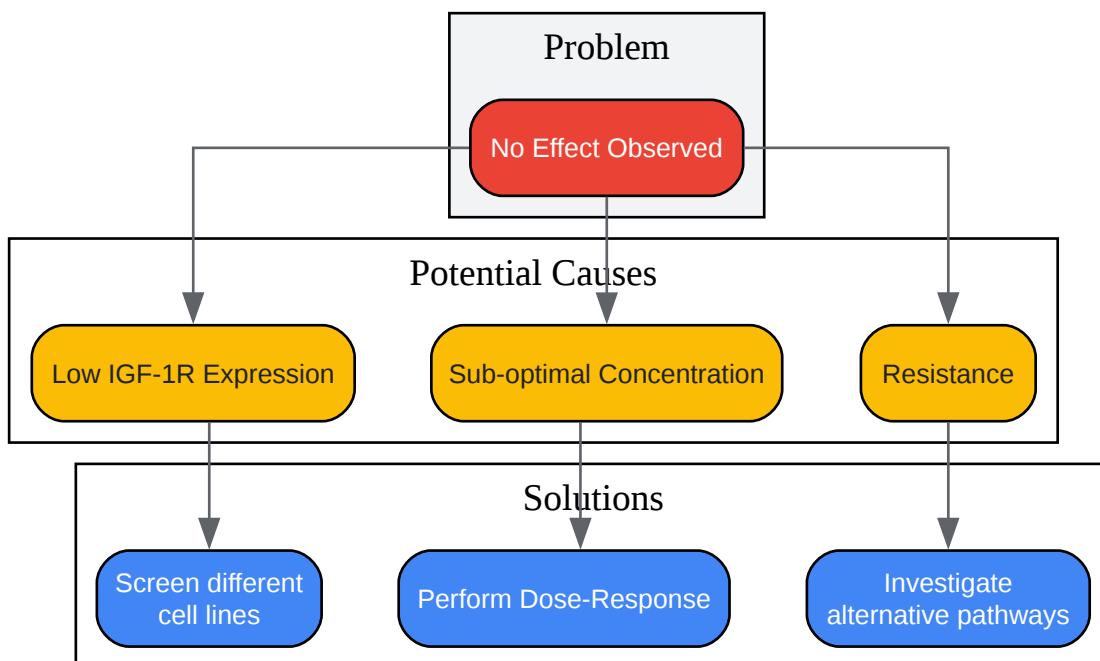 Problem
No Effect Observed
Potential Causes
Low IGF-1R Expression
Sub-optimal Concentration
Resistance
Solutions
Screen different
cell lines
Perform Dose-Response
Investigate
alternative pathways